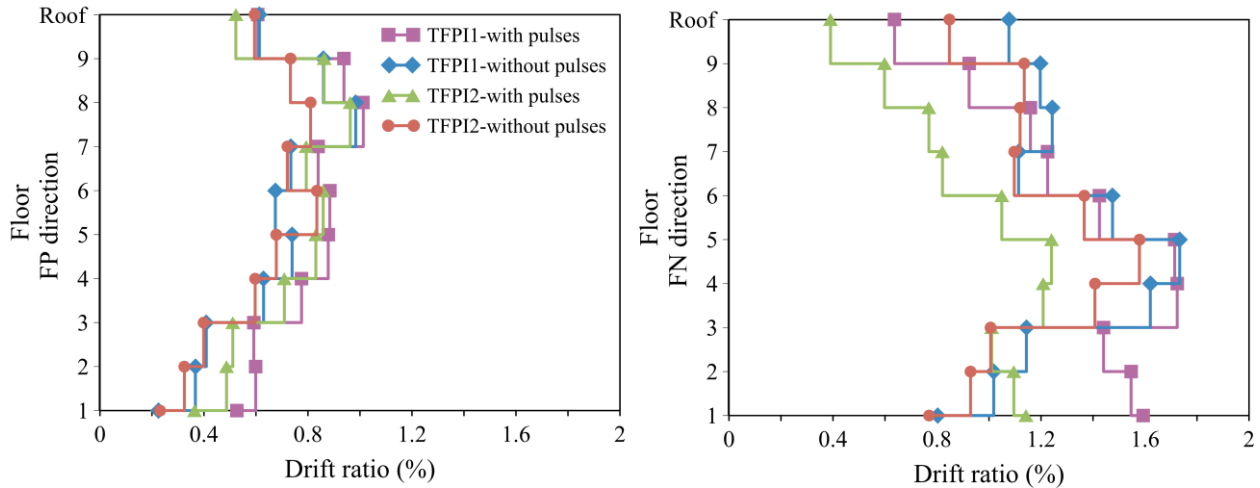 Roof
9
8
7
6
5
4
3
2
1
Floor
FP direction
0
0.4
0.8
1.2
1.6
2
Drift ratio (%)
TFPI1-with pulses
TFPI1-without pulses
TFPI2-with pulses
TFPI2-without pulses
Roof
9
8
7
6
5
4
3
2
1
Floor
FN direction
0
0.4
0.8
1.2
1.6
2
Drift ratio (%)